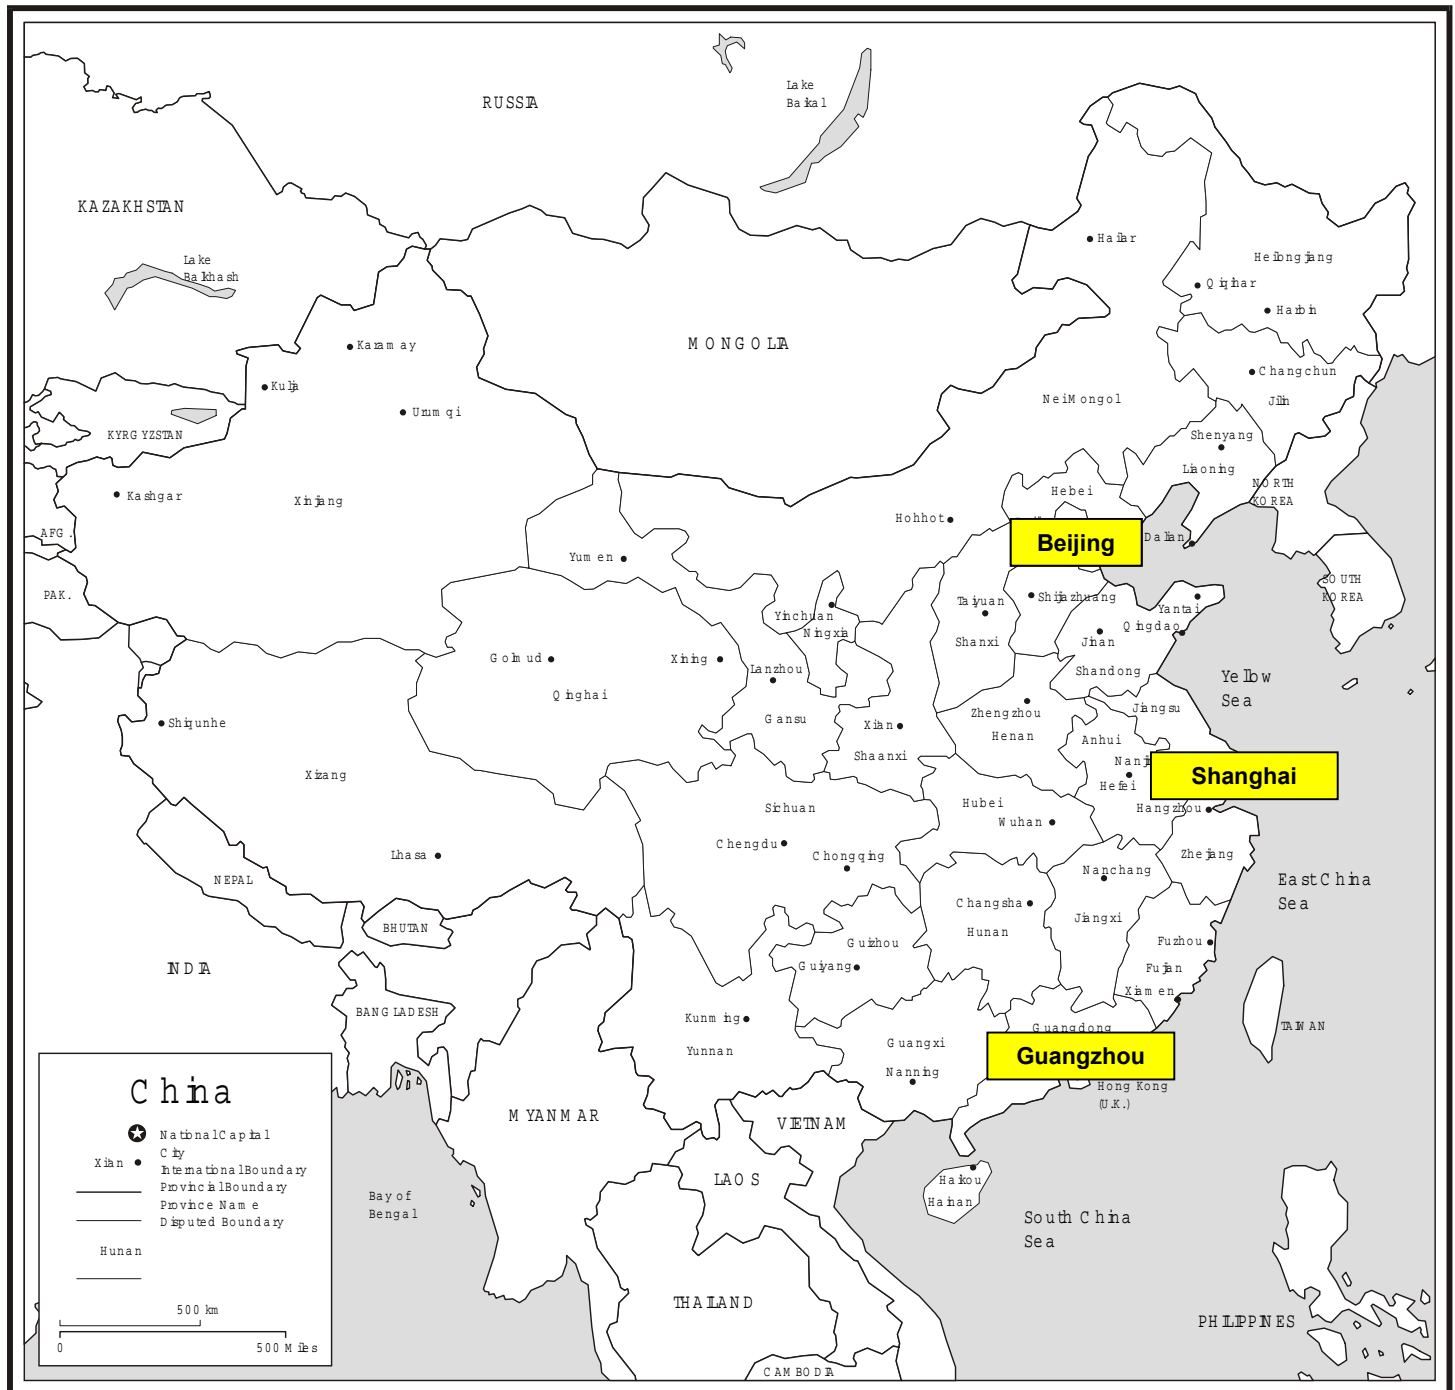 RUSSIA
Lake
Baikal
KAZAKHSTAN
Hailar
Lake
Balkhash
Heilongjiang
Qiqihar
Harbin
Karamay
MONGOLIA
Changchun
Kulja
Jilin
Nei Mongol
Urumqi
KYRGYZSTAN
Shenyang
Liaoning
Kashgar
Xinjiang
Hebei
NORTH
KOREA
Hohhot
AFG.
Beijing
Dalian
Yumen
PAK.
SOUTH
KOREA
Taiyuan
Shijiazhuang
Yantai
Yinchuan
Ningxia
Qingdao
Shanxi
Jinan
Golmud
Xining
Lanzhou
Shandong
Qinghai
Yellow
Sea
Jiangsu
Shiquanhe
Gansu
Xian
Zhengzhou
Henan
Anhui
Shaanxi
Xizang
Nanji
Shanghai
Hefei
Sichuan
Hubei
Hangzhou
Wuhan
Chengdu
Chongqing
Lhasa
Zhejiang
NEPAL
Nanchang
East China
Sea
Changsha
Jiangxi
BHUTAN
Hunan
Guizhou
Fuzhou
INDIA
Guiyang
Fujian
Xiamen
BANGLADESH
Kunming
Guangdong
TAIWAN
Yunnan
Guangxi
Guangzhou
Nanning
Hong Kong
(U.K.)
China
MYANMAR
VIETNAM
National Capital
City
Xian
International Boundary
Provincial Boundary
Province Name
Disputed Boundary
Hunan
LAOS
Haikou
Hainan
Bay of
Bengal
South China
Sea
500 km
0
500 Miles
THAILAND
PHILIPPINES
CAMBODIA